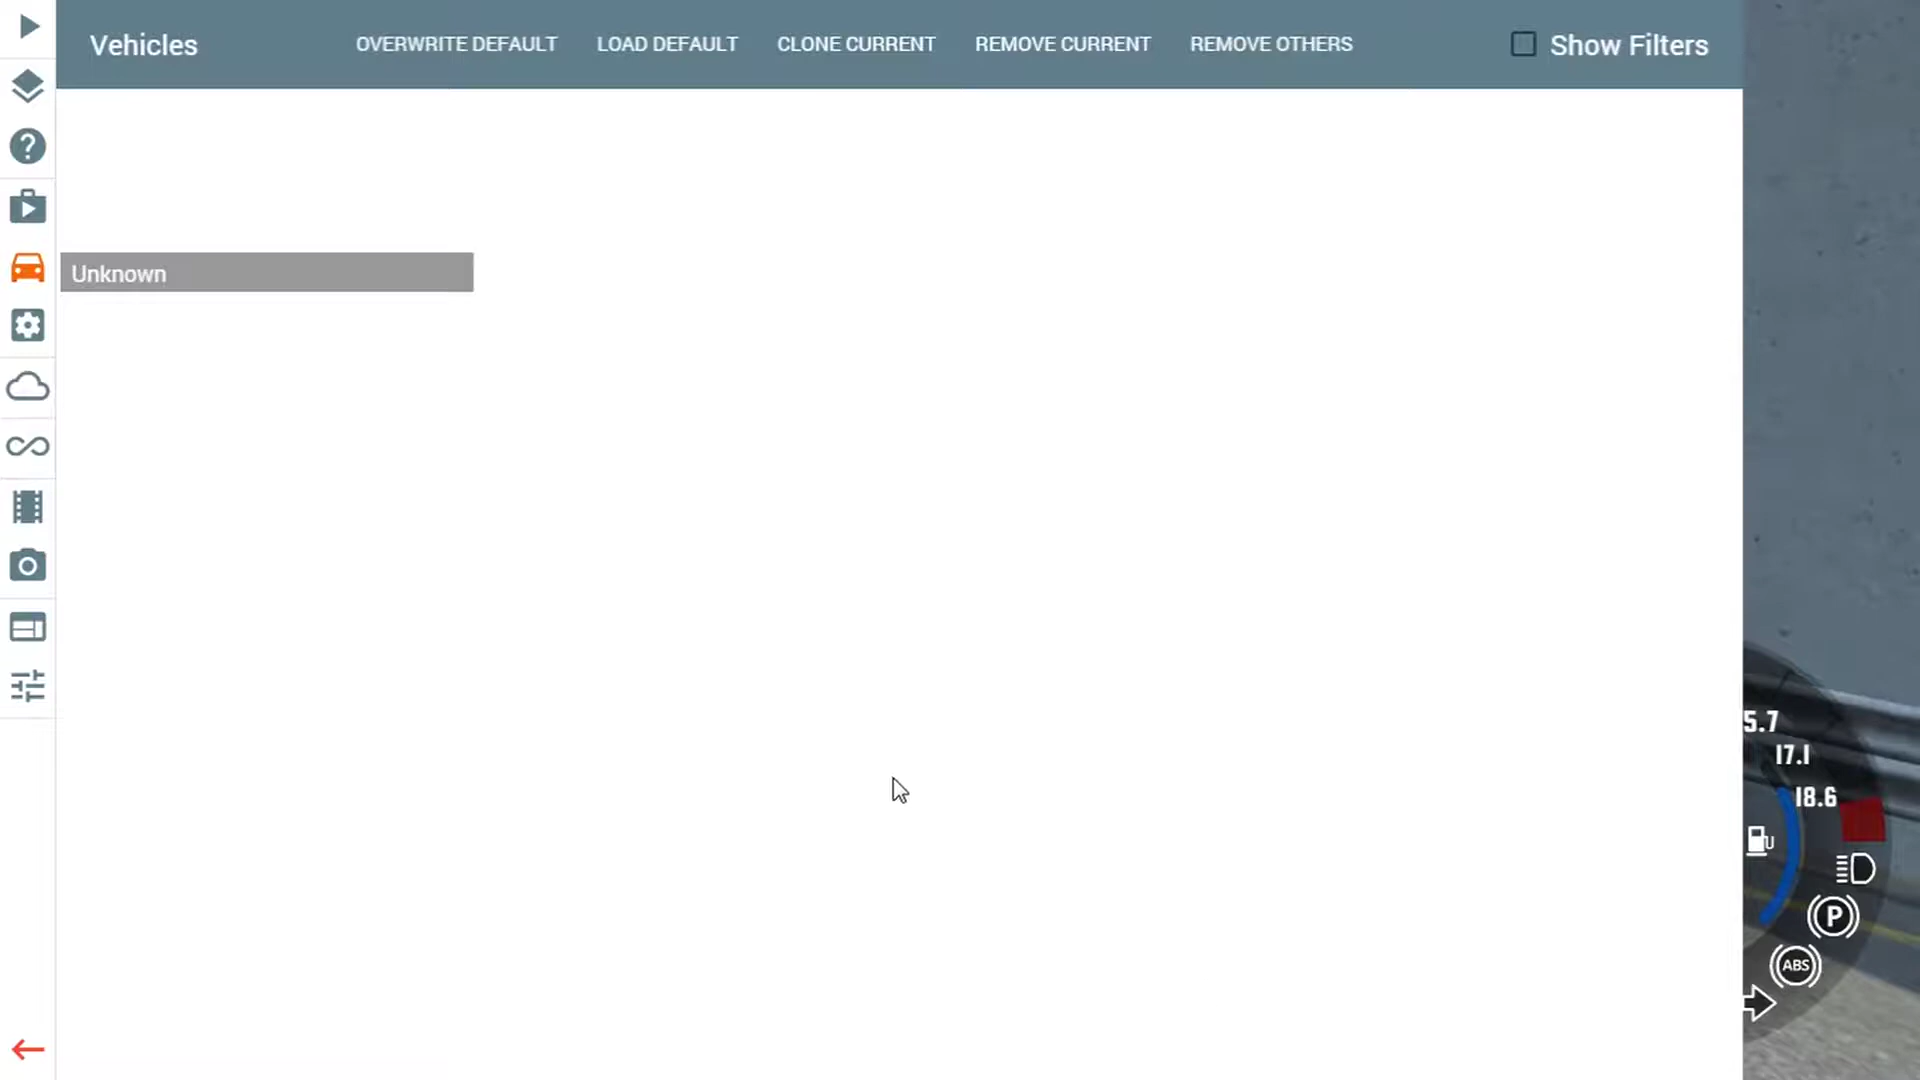 Vehicles OVERWRITE DEFAULT LOAD DEFAULT CLONE CURRENT REMOVE CURRENT REMOVE OTHERS Show Filters
Unknown
5.7
17.1
18.6
U
P
ABS